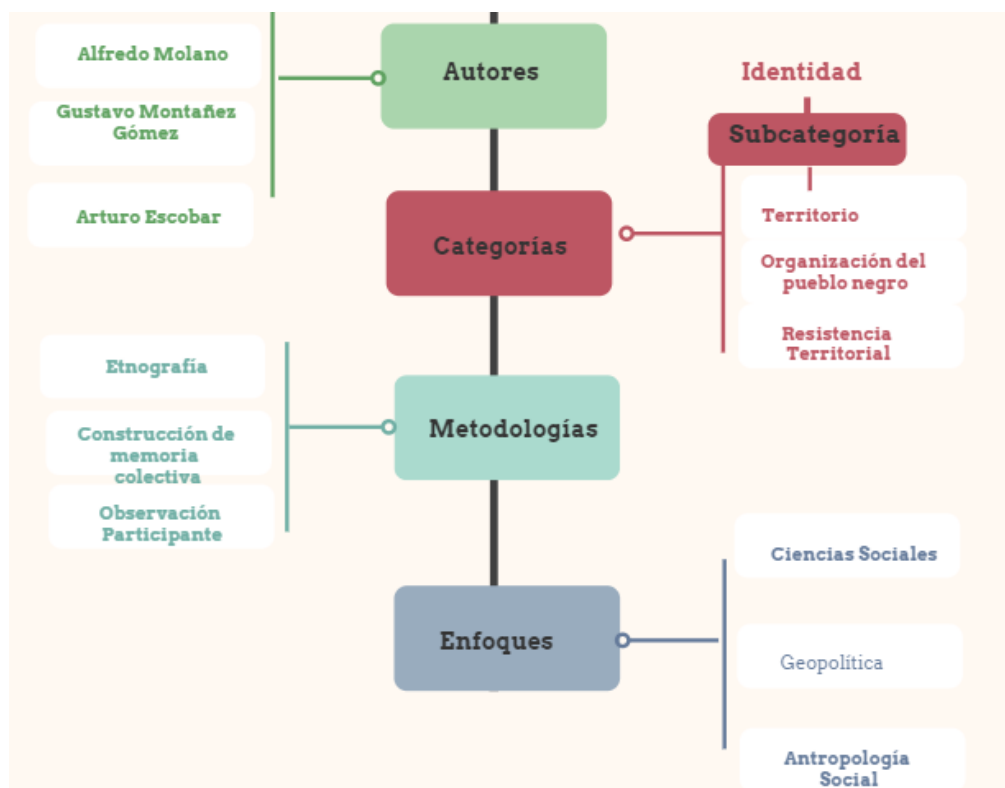 Autores
Alfredo Molano
Gustavo Montañez
Gómez
Arturo Escobar
Categorías
Identidad
Subcategoría
Territorio
Organización del
pueblo negro
Resistencia
Territorial
Metodologías
Etnografía
Construcción de
memoria
colectiva
Observación
Participante
Enfoques
Ciencias Sociales
Geopolítica
Antropología
Social